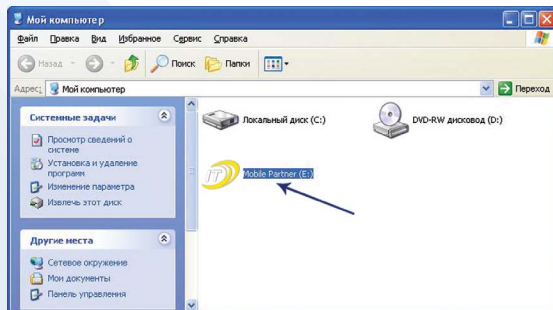 Мой компьютер
Файл Правка Вид Избранное Сервис Справка
Назад Поиск Папки
Адрес: Мой компьютер Переход
Системные задачи
Просмотр сведений о
системе
Установка и удаление
программ
Изменение параметра
Извлечь этот диск
Другие места
Сетевое окружение
Мои документы
Панель управления
Локальный диск (C:)
DVD-RW дисковод (D:)
Mobile Partner (E:)